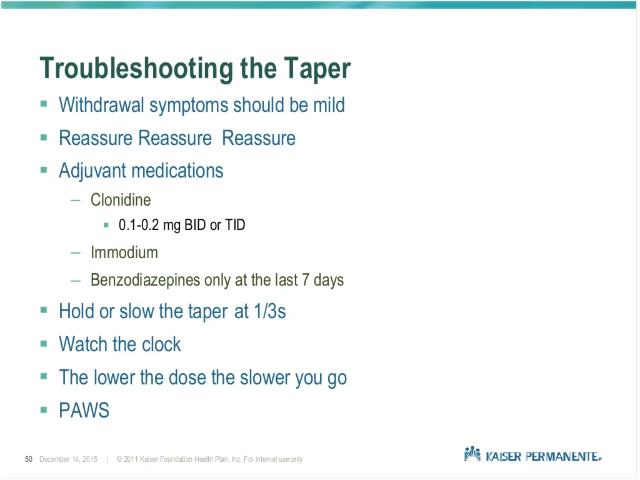 Troubleshooting the Taper
Withdrawal symptoms should be mild
Reassure Reassure Reassure
Adjuvant medications
– Clonidine
0.1-0.2 mg BID or TID
– Immodium
– Benzodiazepines only at the last 7 days
Hold or slow the taper at 1/3s
Watch the clock
The lower the dose the slower you go
PAWS
50 December 14, 2015 | © 2011 Kaiser Foundation Health Plan, Inc. For internal use only
KAISER PERMANENTE.